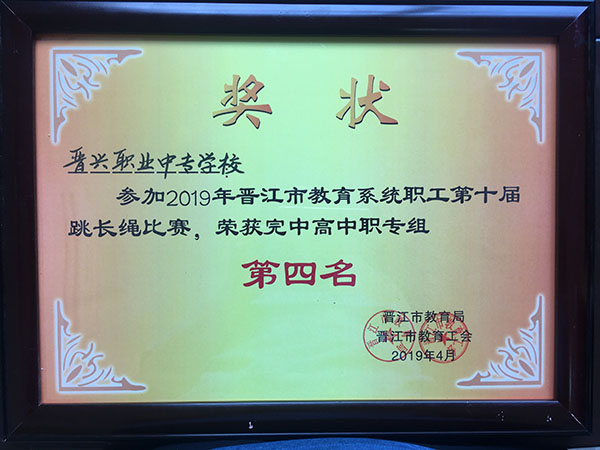 奖状
晋兴职业中专学校
参加2019年晋江市教育系统职工第十届
跳长绳比赛，荣获完中高中职专组
第四名
晋江市教育局
晋江市教育工会
2019年4月